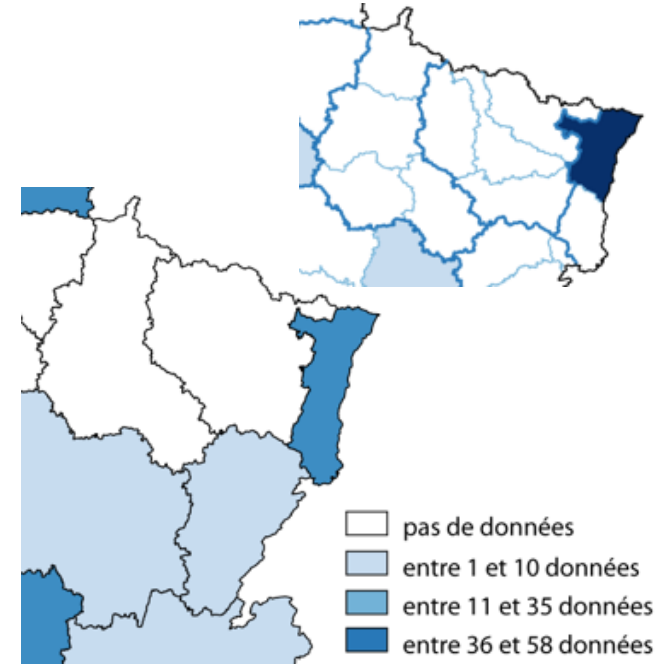 pas de données
entre 1 et 10 données
entre 11 et 35 données
entre 36 et 58 données